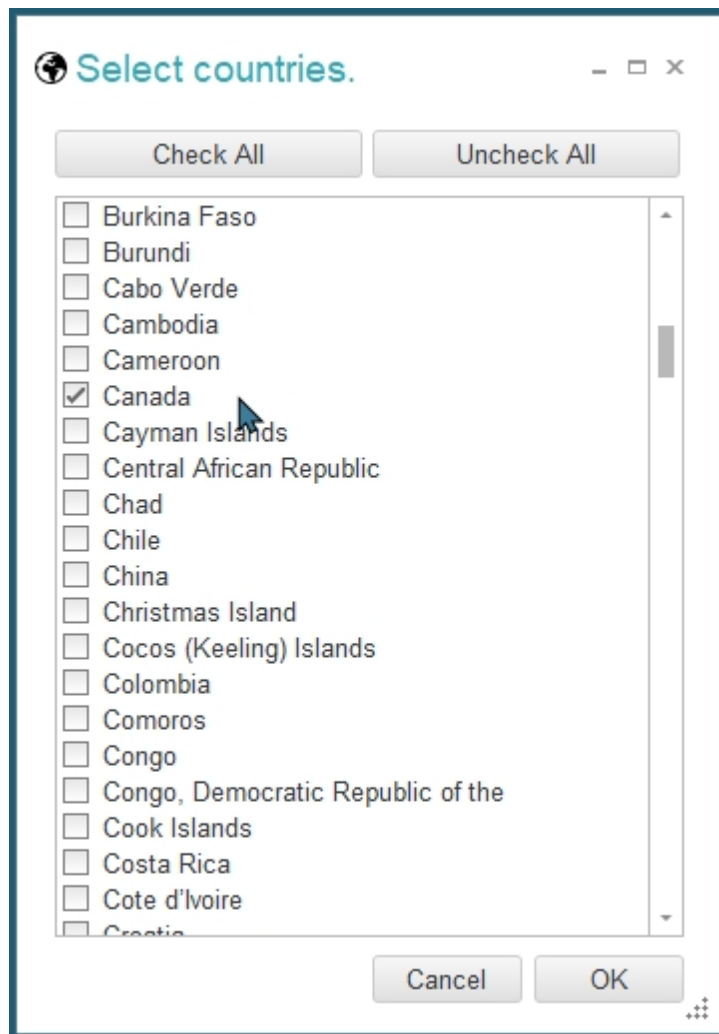 Select countries.
Check All Uncheck All
Burkina Faso
Burundi
Cabo Verde
Cambodia
Cameroon
Canada
Cayman Islands
Central African Republic
Chad
Chile
China
Christmas Island
Cocos (Keeling) Islands
Colombia
Comoros
Congo
Congo, Democratic Republic of the
Cook Islands
Costa Rica
Cote d'Ivoire
Croatia
Cancel OK